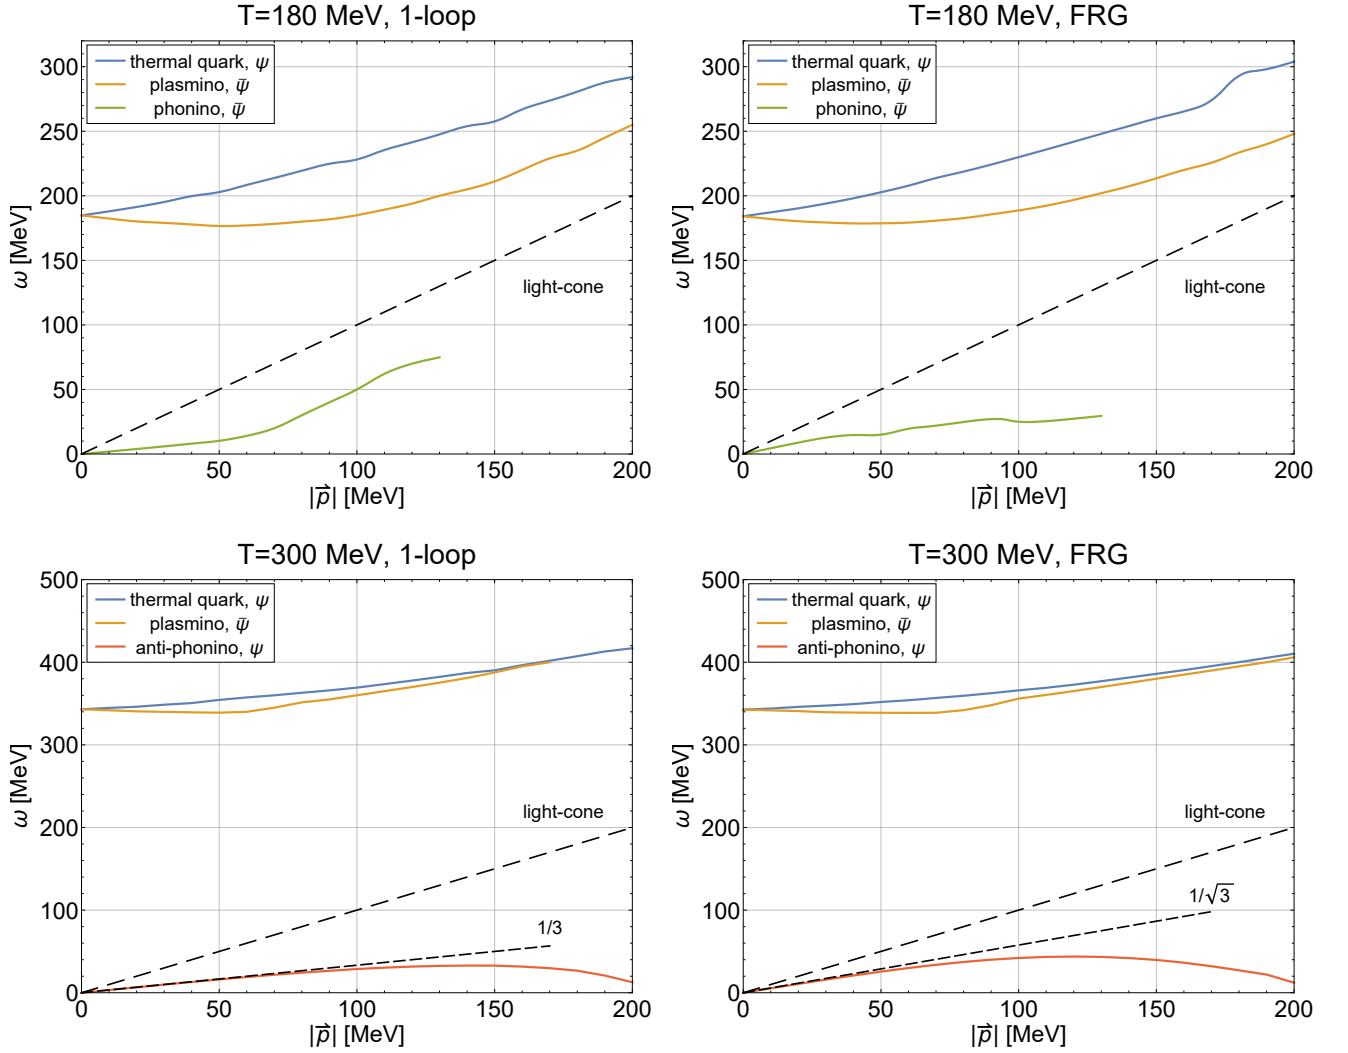 T=180 MeV, 1-loop
thermal quark, ψ
plasmino, ψ̄
phonino, ψ̄
light-cone
ω [MeV]
300
250
200
150
100
50
0
0 50 100 150 200
|p⃗| [MeV]
T=180 MeV, FRG
thermal quark, ψ
plasmino, ψ̄
phonino, ψ̄
light-cone
ω [MeV]
300
250
200
150
100
50
0
0 50 100 150 200
|p⃗| [MeV]
T=300 MeV, 1-loop
thermal quark, ψ
plasmino, ψ̄
anti-phonino, ψ
light-cone
1/3
ω [MeV]
500
400
300
200
100
0
0 50 100 150 200
|p⃗| [MeV]
T=300 MeV, FRG
thermal quark, ψ
plasmino, ψ̄
anti-phonino, ψ
light-cone
1/√3
ω [MeV]
500
400
300
200
100
0
0 50 100 150 200
|p⃗| [MeV]